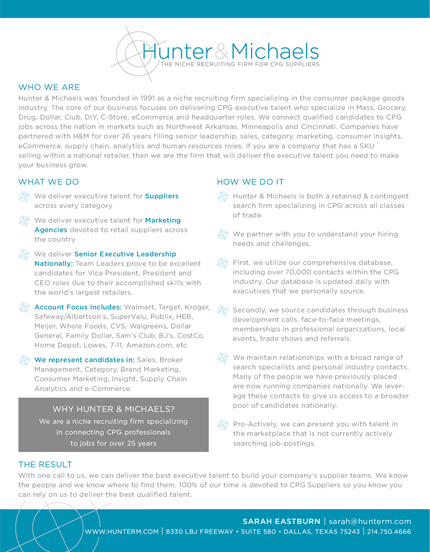 Hunter&Michaels
THE NICHE RECRUITING FIRM FOR CPG SUPPLIERS
WHO WE ARE
Hunter & Michaels was founded in 1991 as a niche recruiting firm specializing in the consumer package goods
industry. The core of our business focuses on delivering CPG executive talent who specialize in Mass, Grocery,
Drug, Dollar, Club, DIY, C-Store, eCommerce and headquarter roles. We connect qualified candidates to CPG
jobs across the nation in markets such as Northwest Arkansas, Minneapolis and Cincinnati. Companies have
partnered with H&M for over 26 years filling senior leadership, sales, category, marketing, consumer insights,
eCommerce, supply chain, analytics and human resources roles. If you are a company that has a SKU
selling within a national retailer, then we are the firm that will deliver the executive talent you need to make
your business grow.
WHAT WE DO
We deliver executive talent for Suppliers
across every category
We deliver executive talent for Marketing
Agencies devoted to retail suppliers across
the country
We deliver Senior Executive Leadership
Nationally: Team Leaders prove to be excellent
candidates for Vice President, President and
CEO roles due to their accomplished skills with
the world's largest retailers.
Account Focus Includes: Walmart, Target, Kroger,
Safeway/Albertson's, SuperValu, Publix, HEB,
Meijer, Whole Foods, CVS, Walgreens, Dollar
General, Family Dollar, Sam's Club, BJ's, CostCo,
Home Depot, Lowes, 7-11, Amazon.com, etc.
We represent candidates in: Sales, Broker
Management, Category, Brand Marketing,
Consumer Marketing, Insight, Supply Chain
Analytics and e-Commerce.
WHY HUNTER & MICHAELS?
We are a niche recruiting firm specializing
in connecting CPG professionals
to jobs for over 25 years
HOW WE DO IT
Hunter & Michaels is both a retained & contingent
search firm specializing in CPG across all classes
of trade.
We partner with you to understand your hiring
needs and challenges.
First, we utilize our comprehensive database,
including over 70,000 contacts within the CPG
industry, Our database is updated daily with
executives that we personally source.
Secondly, we source candidates through business
development calls, face-to-face meetings,
memberships in professional organizations, local
events, trade shows and referrals.
We maintain relationships with a broad range of
search specialists and personal industry contacts.
Many of the people we have previously placed
are now running companies nationally. We lever-
age these contacts to give us access to a broader
pool of candidates nationally.
Pro-Actively, we can present you with talent in
the marketplace that is not currently actively
searching job-postings.
THE RESULT
With one call to us, we can deliver the best executive talent to build your company's supplier teams. We know
the people and we know where to find them. 100% of our time is devoted to CPG Suppliers so you know you
can rely on us to deliver the best qualified talent.
SARAH EASTBURN | sarah@hunterm.com
WWW.HUNTERM.COM | 8330 LBJ FREEWAY • SUITE 580 • DALLAS, TEXAS 75243 | 214.750.4666